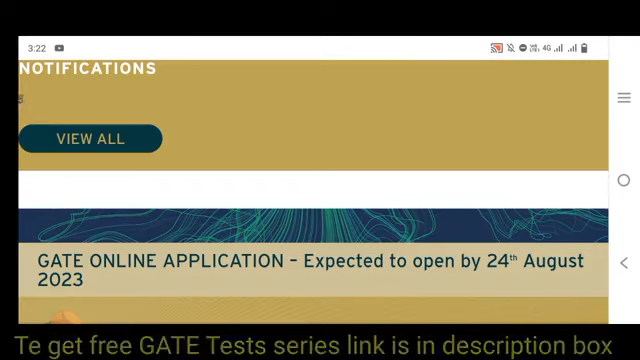 3:22
4G
NOTIFICATIONS
VIEW ALL
GATE ONLINE APPLICATION – Expected to open by 24th August
2023
Te get free GATE Tests series link is in description box